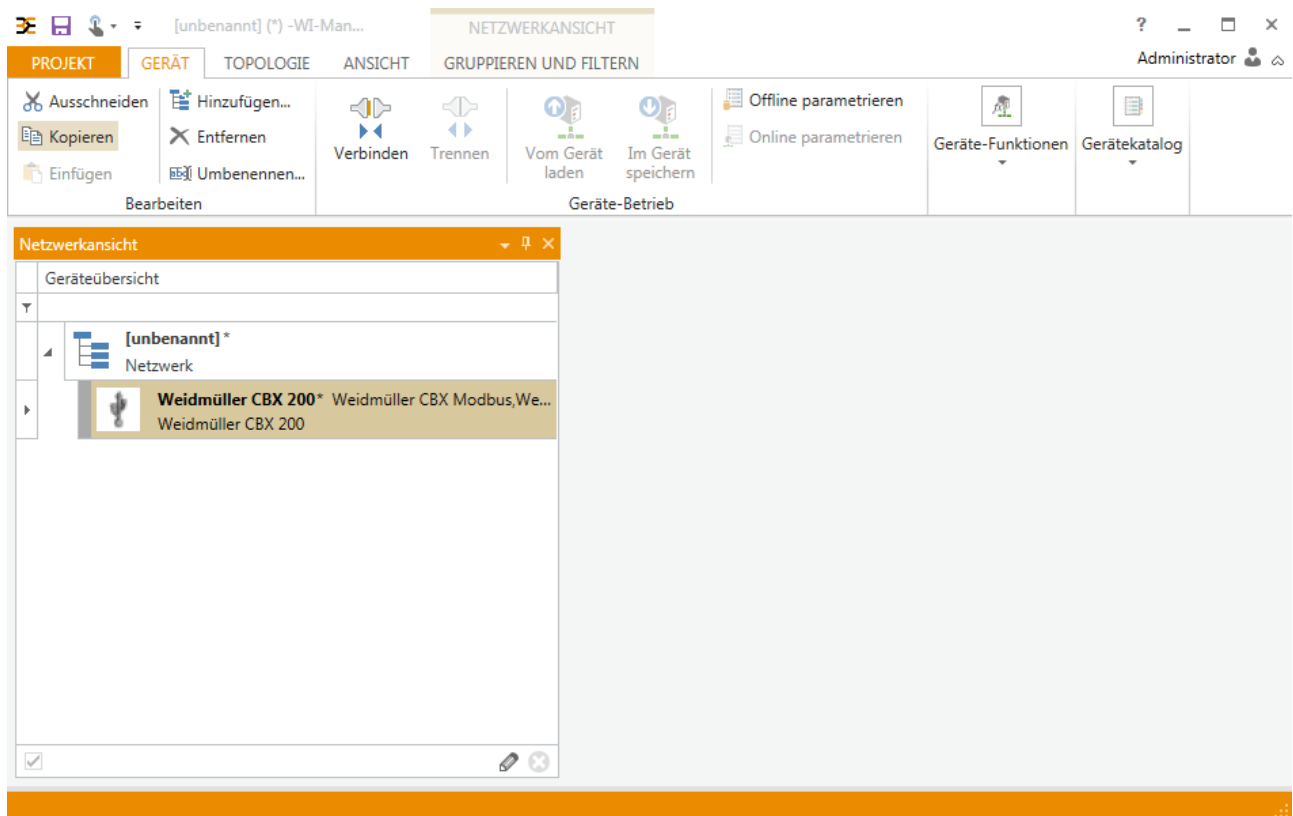 [unbenannt] (*) -WI-Man... NETZWERKANSICHT ?
PROJEKT GERÄT TOPOLOGIE ANSICHT GRUPPIEREN UND FILTERN Administrator
Ausschneiden Hinzufügen... Offline parametrieren
Kopieren Entfernen Online parametrieren
Verbinden Trennen Vom Gerät laden Im Gerät speichern Geräte-Funktionen Gerätekatalog
Einfügen Umbenennen...
Bearbeiten Geräte-Betrieb
Netzwerkansicht
Geräteübersicht
[unbenannt] *
Netzwerk
Weidmüller CBX 200* Weidmüller CBX Modbus,We...
Weidmüller CBX 200